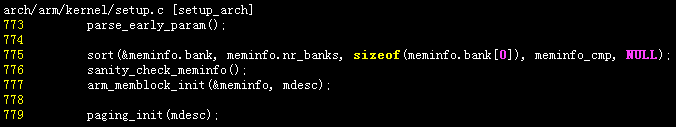 arch/arm/kernel/setup.c [setup_arch]
773 parse_early_param();
774
775 sort(&meminfo.bank, meminfo.nr_banks, sizeof(meminfo.bank[0]), meminfo_cmp, NULL);
776 sanity_check_meminfo();
777 arm_memblock_init(&meminfo, mdesc);
778
779 paging_init(mdesc);